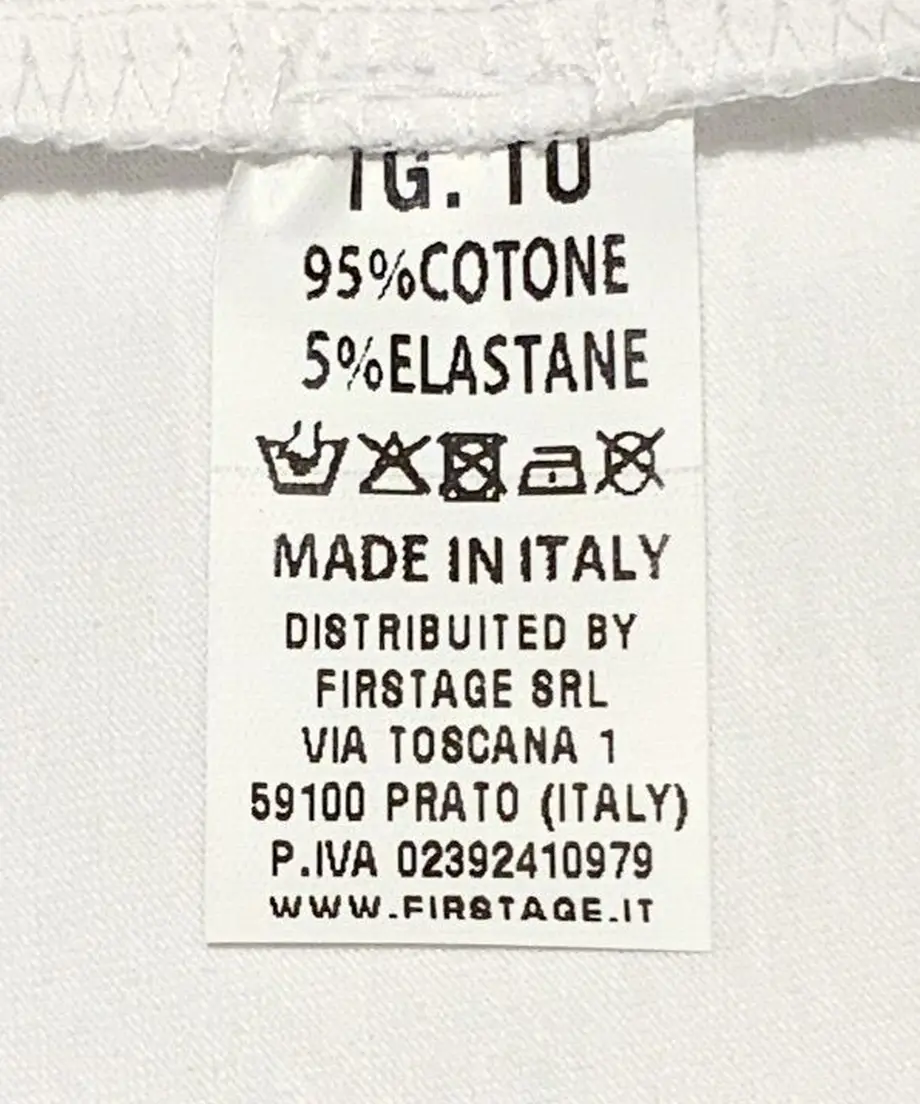 TG. TU
95%COTONE
5%ELASTANE
MADE IN ITALY
DISTRIBUITED BY
FIRSTAGE SRL
VIA TOSCANA 1
59100 PRATO (ITALY)
P.IVA 02392410979
WWW.FIRSTAGE.IT